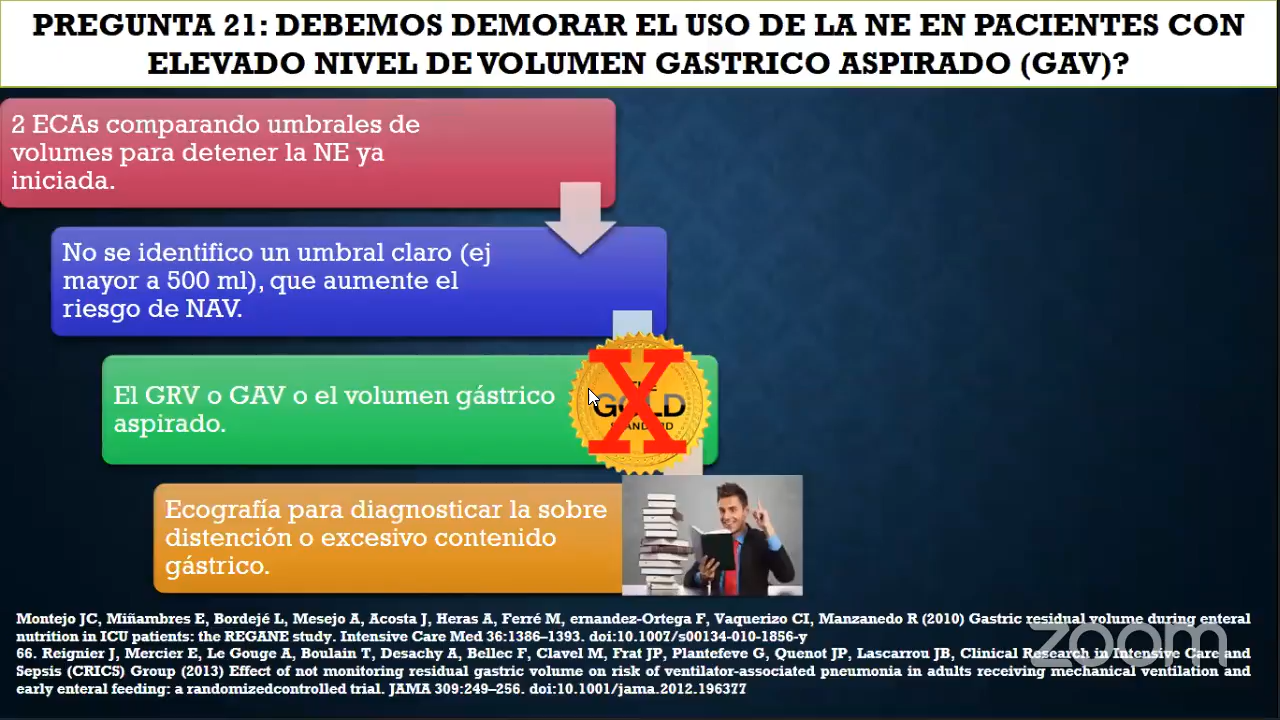 PREGUNTA 21: DEBEMOS DEMORAR EL USO DE LA NE EN PACIENTES CON
ELEVADO NIVEL DE VOLUMEN GASTRICO ASPIRADO (GAV)?
2 ECAs comparando umbrales de
volumes para detener la NE ya
iniciada.
No se identifico un umbral claro (ej
mayor a 500 ml), que aumente el
riesgo de NAV.
El GRV o GAV o el volumen gástrico
aspirado.
GOLD
X
Ecografía para diagnosticar la sobre
distención o excesivo contenido
gástrico.
Montejo JC, Miñambres E, Bordejé L, Mesejo A, Acosta J, Heras A, Ferré M, ernandez-Ortega F, Vaquerizo CI, Manzanedo R (2010) Gastric residual volume during enteral
nutrition in ICU patients: the REGANE study. Intensive Care Med 36:1386–1393. doi:10.1007/s00134-010-1856-y
66. Reignier J, Mercier E, Le Gouge A, Boulain T, Desachy A, Bellec F, Clavel M, Frat JP, Plantefeve G, Quenot JP, Lascarrou JB, Clinical Research in Intensive Care and
Sepsis (CRICS) Group (2013) Effect of not monitoring residual gastric volume on risk of ventilator-associated pneumonia in adults receiving mechanical ventilation and
early enteral feeding: a randomizedcontrolled trial. JAMA 309:249–256. doi:10.1001/jama.2012.196377
zoom